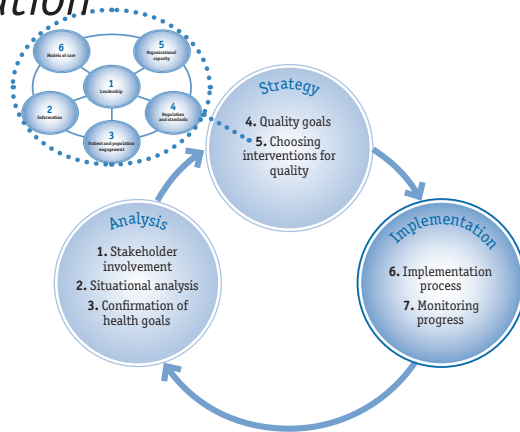 6
Models of care
5
Organizational
capacity
1
Leadership
2
Information
4
Regulation
and standards
3
Patient and population
engagement
Strategy
4. Quality goals
5. Choosing
interventions for
quality
Analysis
1. Stakeholder
involvement
2. Situational analysis
3. Confirmation of
health goals
Implementation
6. Implementation
process
7. Monitoring
progress